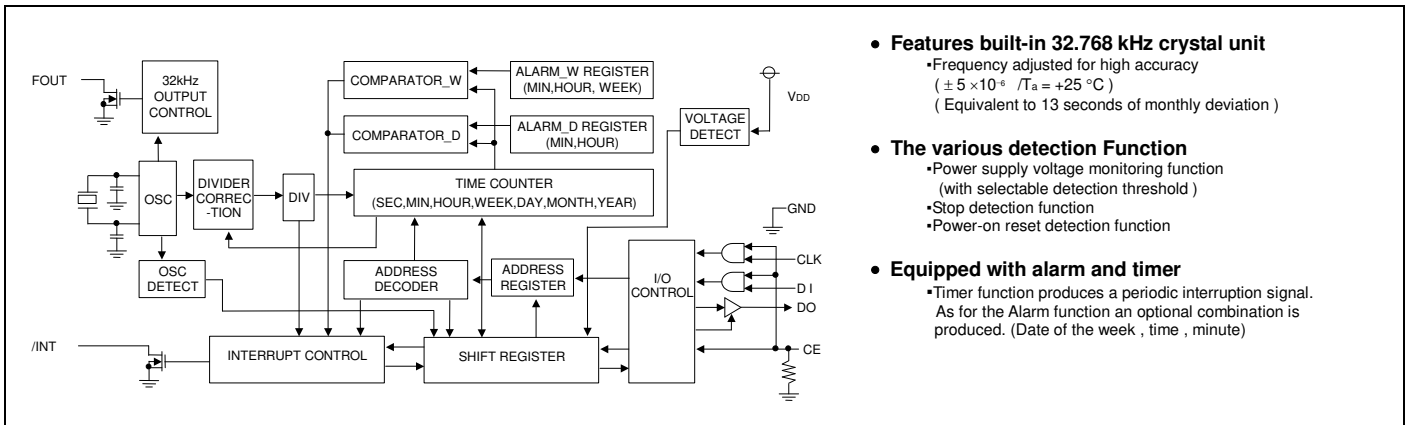 FOUT
32kHz
OUTPUT
CONTROL
COMPARATOR_W
ALARM_W REGISTER
(MIN,HOUR, WEEK)
COMPARATOR_D
ALARM_D REGISTER
(MIN,HOUR)
VOLTAGE
DETECT
VDD
OSC
DIVIDER
CORREC
-TION
DIV
TIME COUNTER
(SEC,MIN,HOUR,WEEK,DAY,MONTH,YEAR)
GND
OSC
DETECT
ADDRESS
DECODER
ADDRESS
REGISTER
I/O
CONTROL
CLK
D I
DO
CE
/INT
INTERRUPT CONTROL
SHIFT REGISTER
● Features built-in 32.768 kHz crystal unit
▪Frequency adjusted for high accuracy
( ± 5 ×10⁻⁶ /Ta = +25 °C )
( Equivalent to 13 seconds of monthly deviation )
● The various detection Function
▪Power supply voltage monitoring function
(with selectable detection threshold )
▪Stop detection function
▪Power-on reset detection function
● Equipped with alarm and timer
▪Timer function produces a periodic interruption signal.
As for the Alarm function an optional combination is
produced. (Date of the week , time , minute)